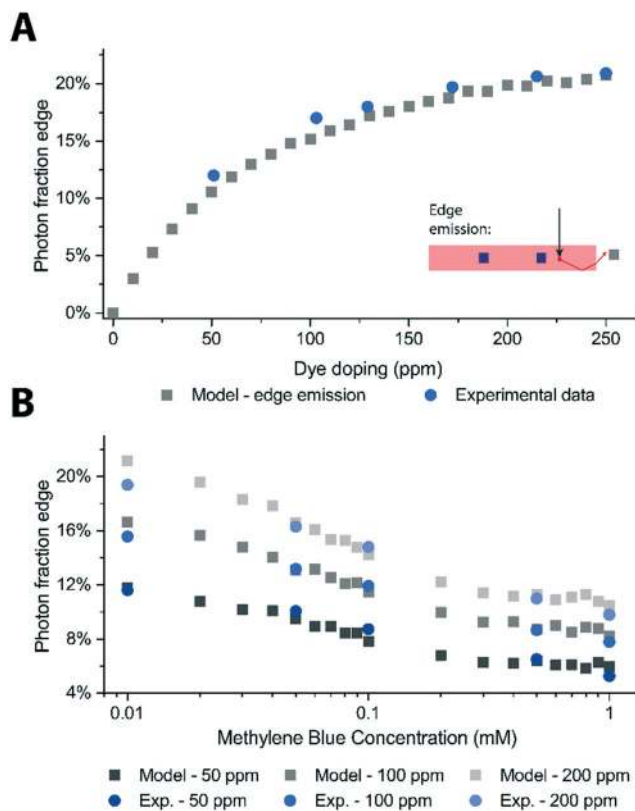 A
20%
15%
10%
5%
0%
Photon fraction edge
Edge
emission:
0 50 100 150 200 250
Dye doping (ppm)
Model - edge emission Experimental data
B
20%
16%
12%
8%
4%
Photon fraction edge
0.01 0.1 1
Methylene Blue Concentration (mM)
Model - 50 ppm Model - 100 ppm Model - 200 ppm
Exp. - 50 ppm Exp. - 100 ppm Exp. - 200 ppm